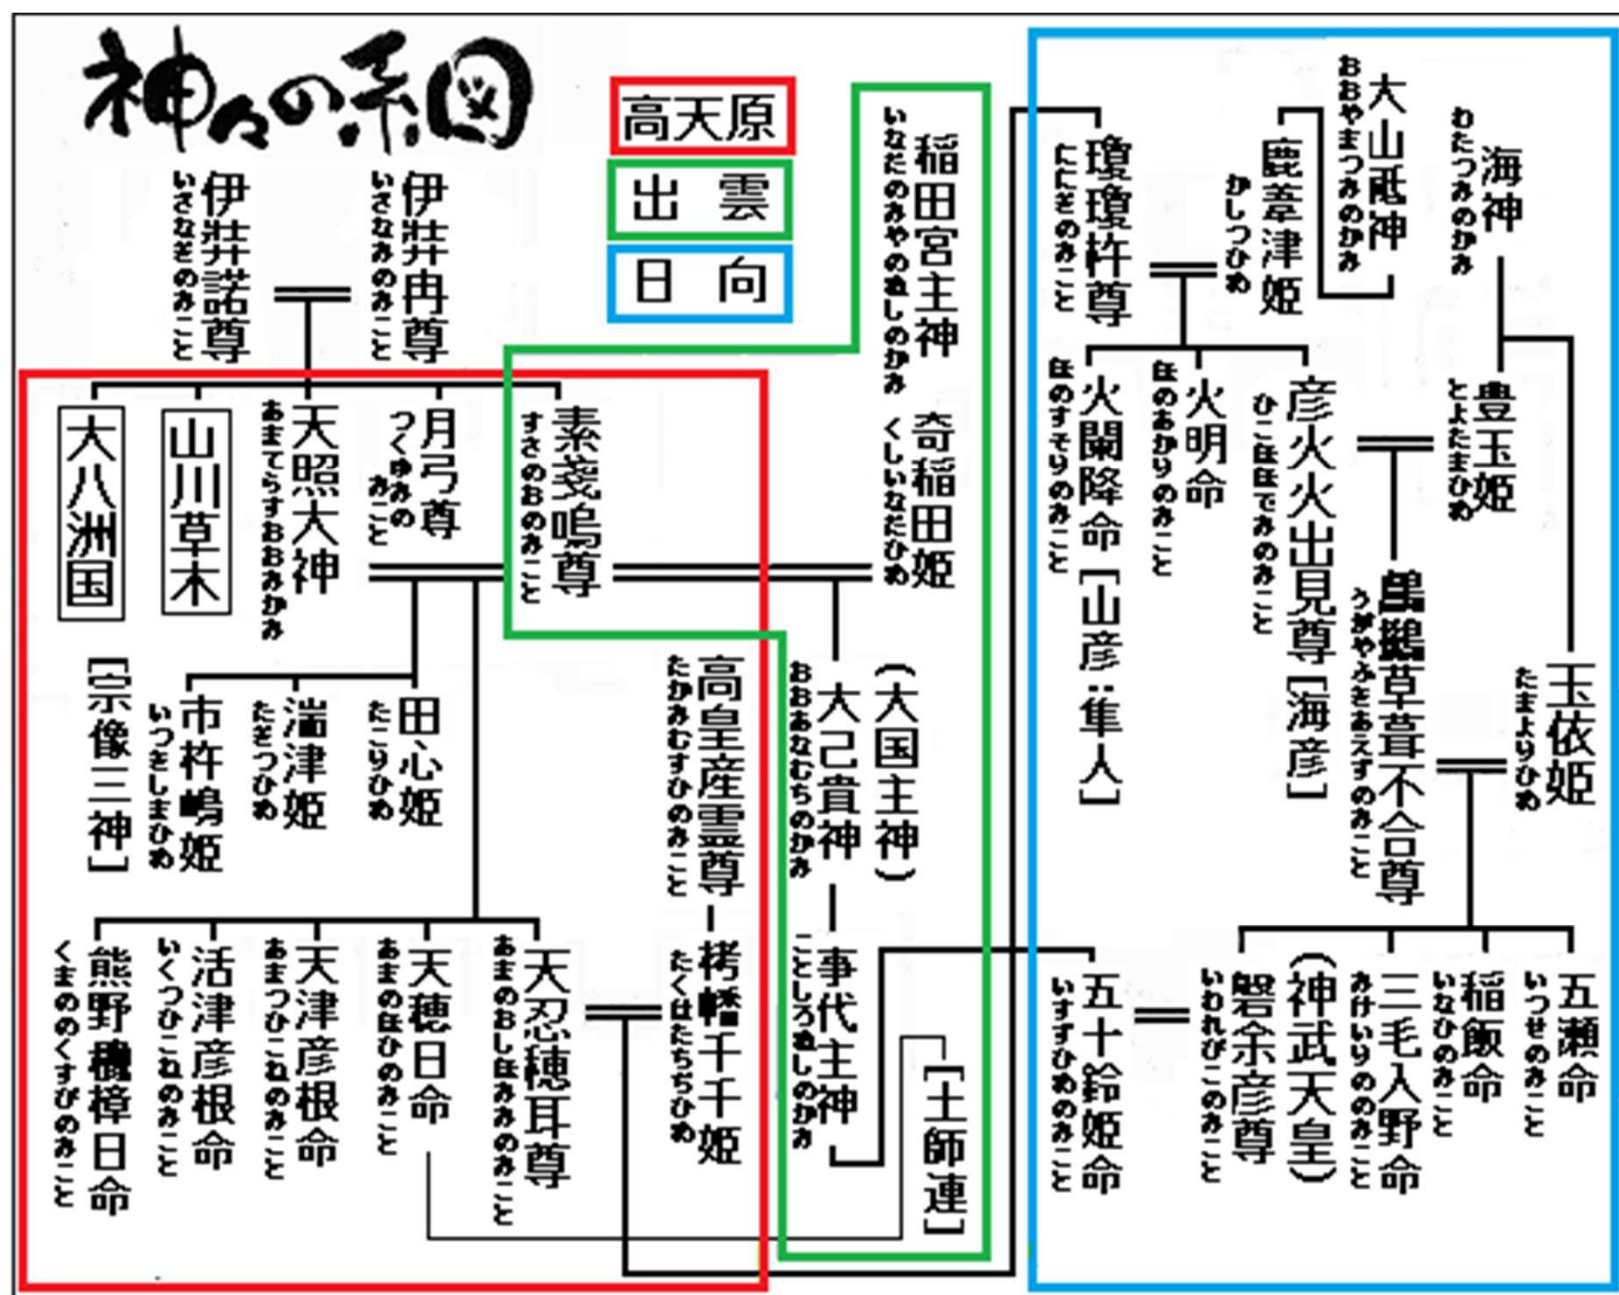 神々の系図
高天原
出雲
日向
伊弉諾尊
いざなぎのみこと
伊弉冉尊
いざなみのみこと
大八洲国
山川草木
天照大神
あまてらすおおみかみ
月弓尊
つくゆみの
みこと
素戔嗚尊
すさのおのみこと
稲田宮主神
いなだのみやのぬしのかみ
奇稲田姫
くしいなだひめ
[宗像三神]
市杵嶋姫
いつきしまひめ
湍津姫
たぎつひめ
田心姫
たごりひめ
高皇産霊尊
たかみむすひのみこと
(大国主神)
大己貴神
おおあなむちのかみ
熊野櫲樟日命
くまののくすびのみこと
活津彦根命
いくつひこねのみこと
天津彦根命
あまつひこねのみこと
天穂日命
あまのほひのみこと
天忍穂耳尊
あまのおしほみみのみこと
栲幡千千姫
たくはたちぢひめ
事代主神
ことしろぬしのかみ
[土師連]
瓊瓊杵尊
ににぎのみこと
鹿葦津姫
かしつひめ
大山祗神
おおやまつみのかみ
海神
わたつみのかみ
火闌降命[山彦:隼人]
ほのすそりのみこと
火明命
ほのあかりのみこと
彦火火出見尊[海彦]
ひこほほでみのみこと
豊玉姫
とよたまひめ
鸕鶿草葺不合尊
うがやふきあえずのみこと
玉依姫
たまよりひめ
五十鈴姫命
いすずひめのみこと
(神武天皇)
磐余彦尊
いわれびこのみこと
三毛入野命
みけいりののみこと
稲飯命
いなひのみこと
五瀬命
いつせのみこと